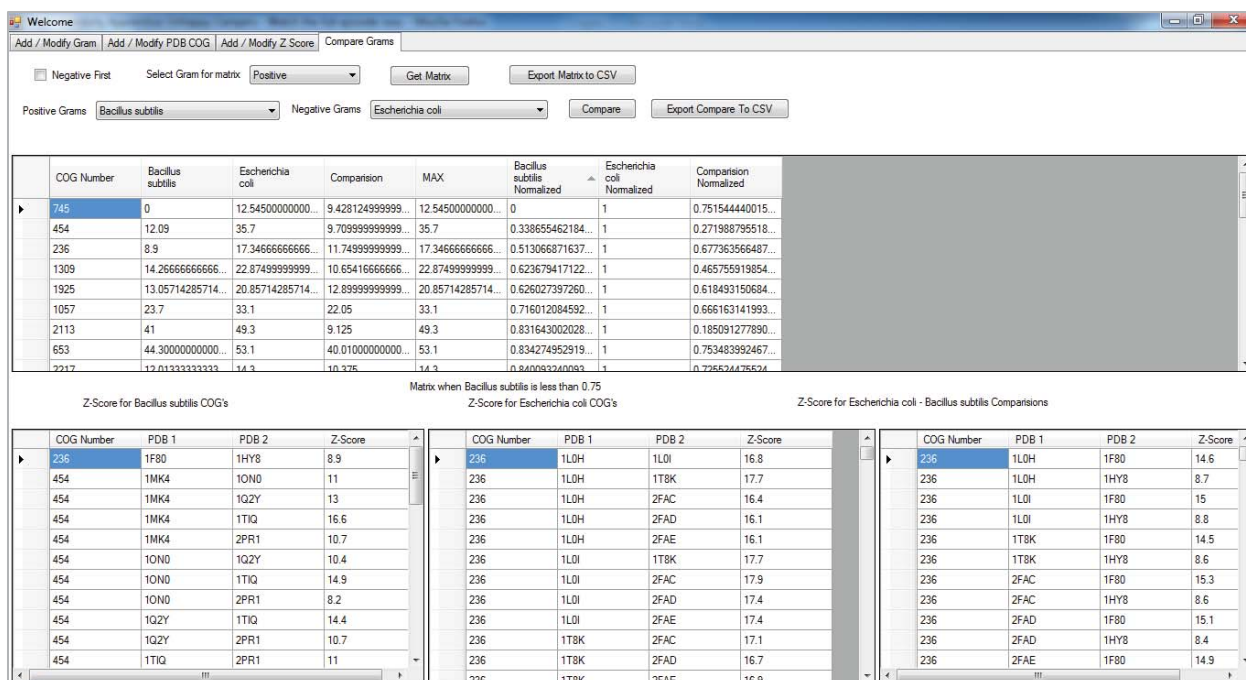 Welcome
Add / Modify Gram Add / Modify PDB COG Add / Modify Z Score Compare Grams
Negative First Select Gram for matrix Positive Get Matrix Export Matrix to CSV
Positive Grams Bacillus subtilis Negative Grams Escherichia coli Compare Export Compare To CSV
COG Number Bacillus subtilis Escherichia coli Comparision MAX Bacillus subtilis Normalized Escherichia coli Normalized Comparision Normalized
745 0 12.54500000000... 9.428124999999... 12.54500000000... 0 1 0.751544440015...
454 12.09 35.7 9.709999999999... 35.7 0.338655462184... 1 0.271988795518...
236 8.9 17.34666666666... 11.74999999999... 17.34666666666... 0.513066871637... 1 0.677363566487...
1309 14.26666666666... 22.87499999999... 10.65416666666... 22.87499999999... 0.623679417122... 1 0.465755919854...
1925 13.05714285714... 20.85714285714... 12.89999999999... 20.85714285714... 0.626027397260... 1 0.618493150684...
1057 23.7 33.1 22.05 33.1 0.716012084592... 1 0.666163141993...
2113 41 49.3 9.125 49.3 0.831643002028... 1 0.185091277890...
653 44.30000000000... 53.1 40.01000000000... 53.1 0.834274952919... 1 0.753483992467...
2217 12.01333333333... 14.3 10.375 14.3 0.840093240093... 1 0.725524475524...
Matrix when Bacillus subtilis is less than 0.75
Z-Score for Bacillus subtilis COG's Z-Score for Escherichia coli COG's Z-Score for Escherichia coli - Bacillus subtilis Comparisions
COG Number PDB 1 PDB 2 Z-Score COG Number PDB 1 PDB 2 Z-Score COG Number PDB 1 PDB 2 Z-Score
236 1F80 1HY8 8.9 236 1L0H 1L0I 16.8 236 1L0H 1F80 14.6
454 1MK4 1ON0 11 236 1L0H 1T8K 17.7 236 1L0H 1HY8 8.7
454 1MK4 1Q2Y 13 236 1L0H 2FAC 16.4 236 1L0I 1F80 15
454 1MK4 1TIQ 16.6 236 1L0H 2FAD 16.1 236 1L0I 1HY8 8.8
454 1MK4 2PR1 10.7 236 1L0H 2FAE 16.1 236 1T8K 1F80 14.5
454 1ON0 1Q2Y 10.4 236 1L0I 1T8K 17.7 236 1T8K 1HY8 8.6
454 1ON0 1TIQ 14.9 236 1L0I 2FAC 17.9 236 2FAC 1F80 15.3
454 1ON0 2PR1 8.2 236 1L0I 2FAD 17.4 236 2FAC 1HY8 8.6
454 1Q2Y 1TIQ 14.4 236 1L0I 2FAE 17.4 236 2FAD 1F80 15.1
454 1Q2Y 2PR1 10.7 236 1T8K 2FAC 17.1 236 2FAD 1HY8 8.4
454 1TIQ 2PR1 11 236 1T8K 2FAD 16.7 236 2FAE 1F80 14.9
236 1T8K 2FAE 16.9